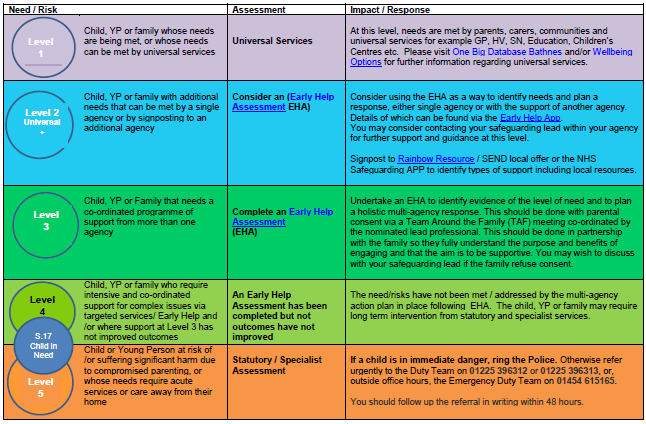 Need / Risk
Assessment
Impact / Response
Level
1
Child, YP or family whose needs
are being met, or whose needs
can be met by universal services
Universal Services
At this level, needs are met by parents, carers, communities and
universal services for example GP, HV, SN, Education, Children's
Centres etc. Please visit One Big Database Bathnes and/or Wellbeing
Options for further information regarding universal services.
Level 2
Universal
+
Child, YP or family with additional
needs that can be met by a single
agency or by signposting to an
additional agency
Consider an (Early Help
Assessment EHA)
Consider using the EHA as a way to identify needs and plan a
response, either single agency or with the support of another agency.
Details of which can be found via the Early Help App.
You may consider contacting your safeguarding lead within your agency
for further support and guidance at this level.
Signpost to Rainbow Resource / SEND local offer or the NHS
Safeguarding APP to identify types of support including local resources.
Level
3
Child, YP or Family that needs a
co-ordinated programme of
support from more than one
agency
Complete an Early Help
Assessment
(EHA)
Undertake an EHA to identify evidence of the level of need and to plan
a holistic multi-agency response. This should be done with parental
consent via a Team Around the Family (TAF) meeting co-ordinated by
the nominated lead professional. This should be done in partnership
with the family so they fully understand the purpose and benefits of
engaging and that the aim is to be supportive. You may wish to discuss
with your safeguarding lead if the family refuse consent.
Level
4
Child, YP or family who require
intensive and co-ordinated
support for complex issues via
targeted services/ Early Help and
/or where support at Level 3 has
not improved outcomes
An Early Help
Assessment has been
completed but not
outcomes have not
improved
The need/risks have not been met / addressed by the multi-agency
action plan in place following EHA. The child, YP or family may require
long term intervention from statutory and specialist services.
S.17
Child in
Need
Level
5
Child or Young Person at risk of
/or suffering significant harm due
to compromised parenting, or
whose needs require acute
services or care away from their
home
Statutory / Specialist
Assessment
If a child is in immediate danger, ring the Police. Otherwise refer
urgently to the Duty Team on 01225 396312 or 01225 396313, or,
outside office hours, the Emergency Duty Team on 01454 615165.
You should follow up the referral in writing within 48 hours.